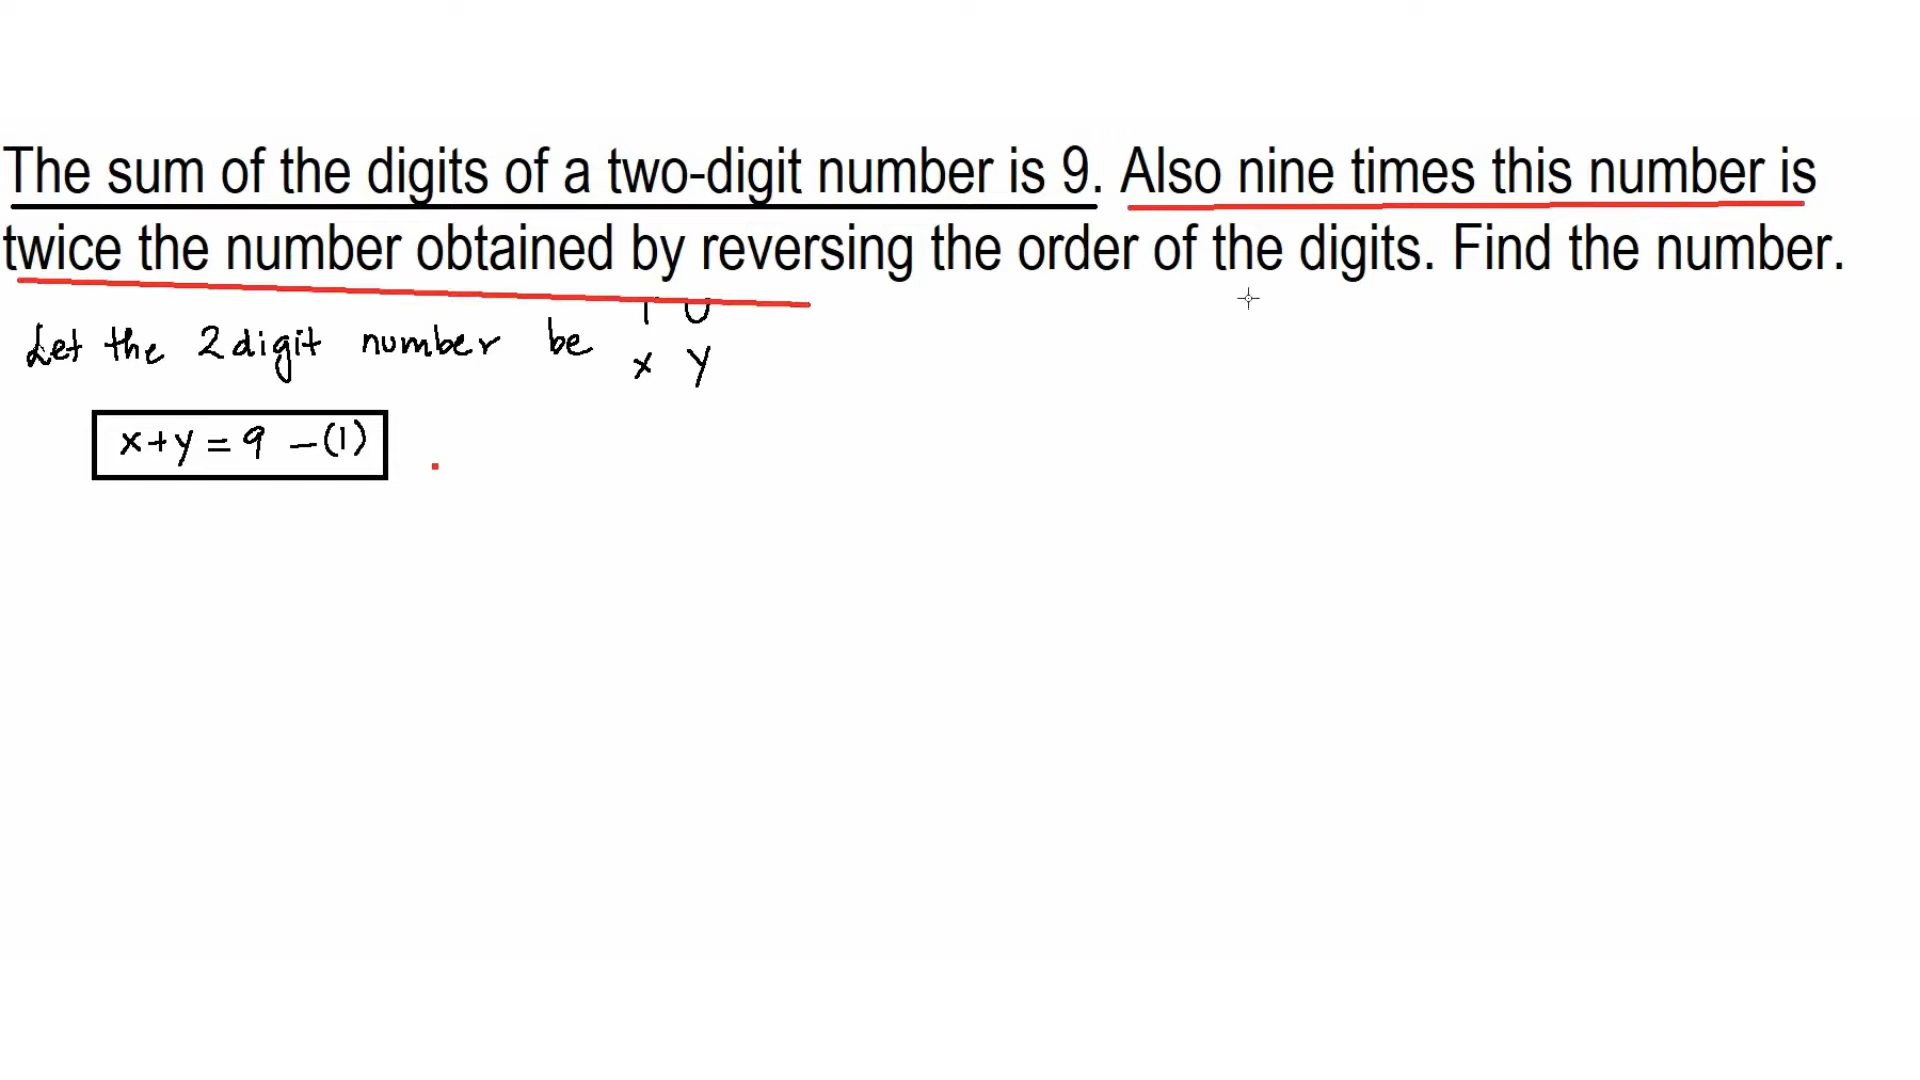 The sum of the digits of a two-digit number is 9. Also nine times this number is
twice the number obtained by reversing the order of the digits. Find the number.
Let the 2 digit number be x y
x + y = 9 — (1)